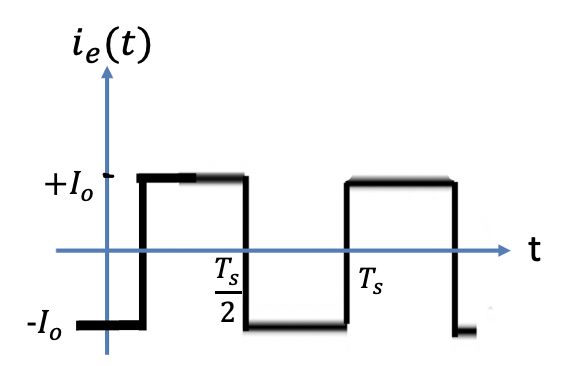 i_e(t)
+I_o
t
T_s/2
T_s
-I_o